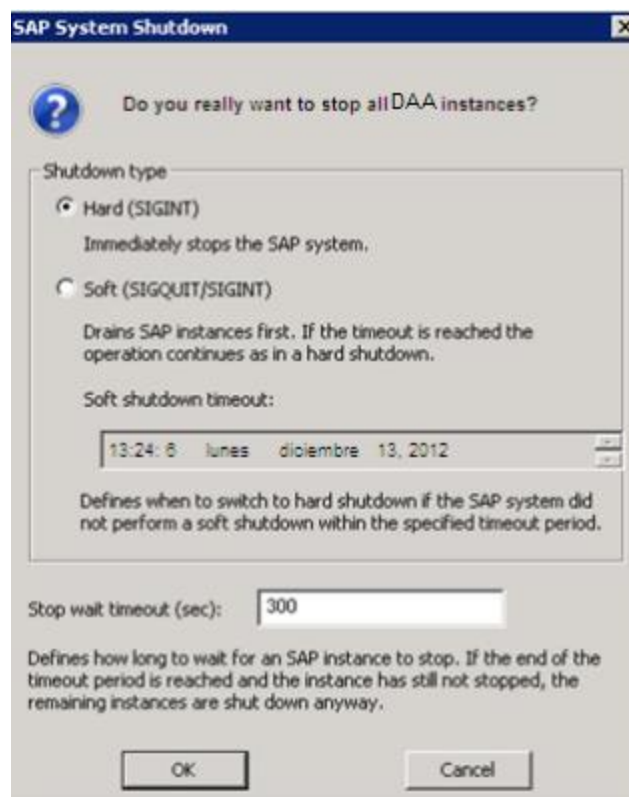 SAP System Shutdown
Do you really want to stop all DAA instances?
Shutdown type
Hard (SIGINT)
Immediately stops the SAP system.
Soft (SIGQUIT/SIGINT)
Drains SAP instances first. If the timeout is reached the
operation continues as in a hard shutdown.
Soft shutdown timeout:
13:24: 6 lunes diciembre 13, 2012
Defines when to switch to hard shutdown if the SAP system did
not perform a soft shutdown within the specified timeout period.
Stop wait timeout (sec): 300
Defines how long to wait for an SAP instance to stop. If the end of the
timeout period is reached and the instance has still not stopped, the
remaining instances are shut down anyway.
OK Cancel